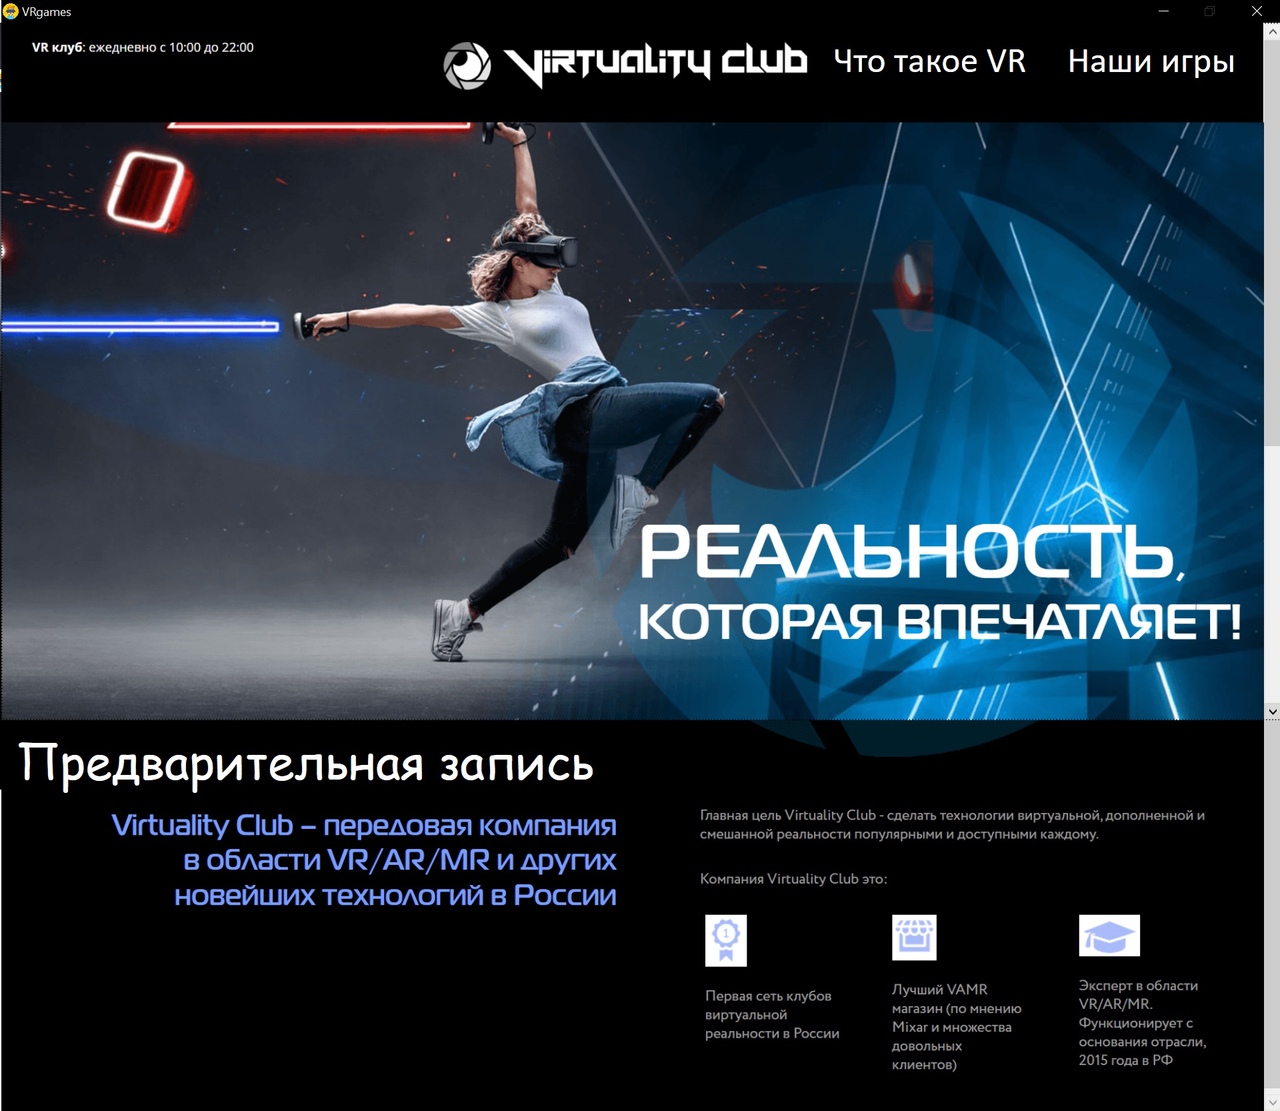 VRgames
VR клуб: ежедневно с 10:00 до 22:00
VIRTUALITY CLUB
Что такое VR
Наши игры
РЕАЛЬНОСТЬ,
КОТОРАЯ ВПЕЧАТЛЯЕТ!
Предварительная запись
Virtuality Club – передовая компания
в области VR/AR/MR и других
новейших технологий в России
Главная цель Virtuality Club - сделать технологии виртуальной, дополненной и
смешанной реальности популярными и доступными каждому.
Компания Virtuality Club это:
1
Первая сеть клубов
виртуальной
реальности в России
Лучший VAMR
магазин (по мнению
Mixar и множества
довольных
клиентов)
Эксперт в области
VR/AR/MR.
Функционирует с
основания отрасли,
2015 года в РФ